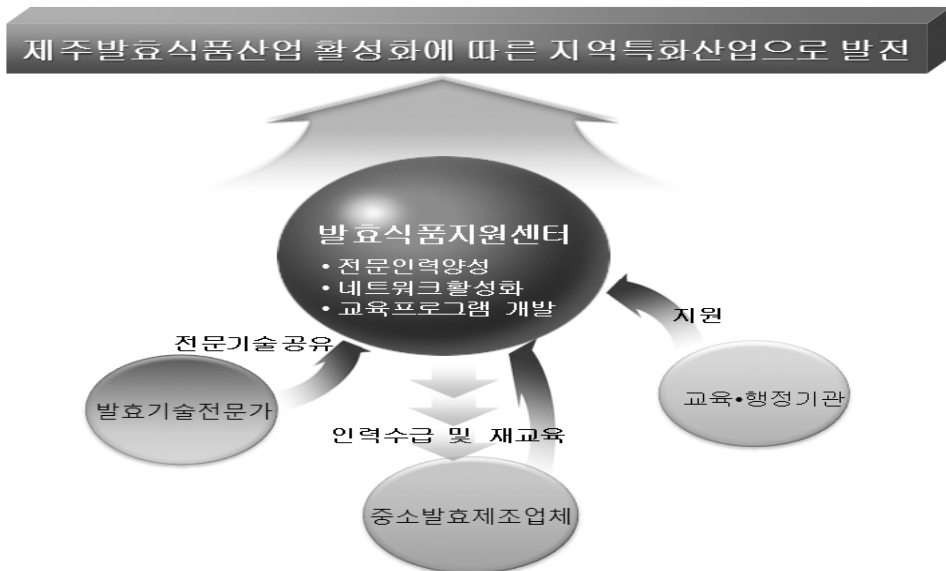 제주발효식품산업 활성화에 따른 지역특화산업으로 발전
발효식품지원센터
• 전문인력양성
• 네트워크활성화
• 교육프로그램 개발
지원
전문기술공유
교육•행정기관
발효기술전문가
인력수급 및 재교육
중소발효제조업체